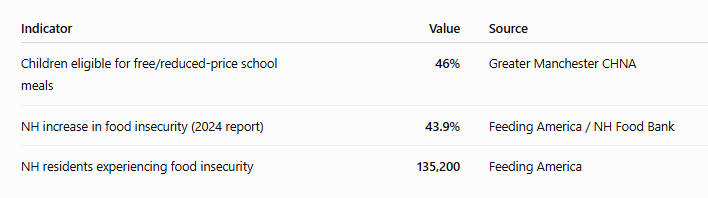 Indicator Value Source
Children eligible for free/reduced-price school meals 46% Greater Manchester CHNA
NH increase in food insecurity (2024 report) 43.9% Feeding America / NH Food Bank
NH residents experiencing food insecurity 135,200 Feeding America